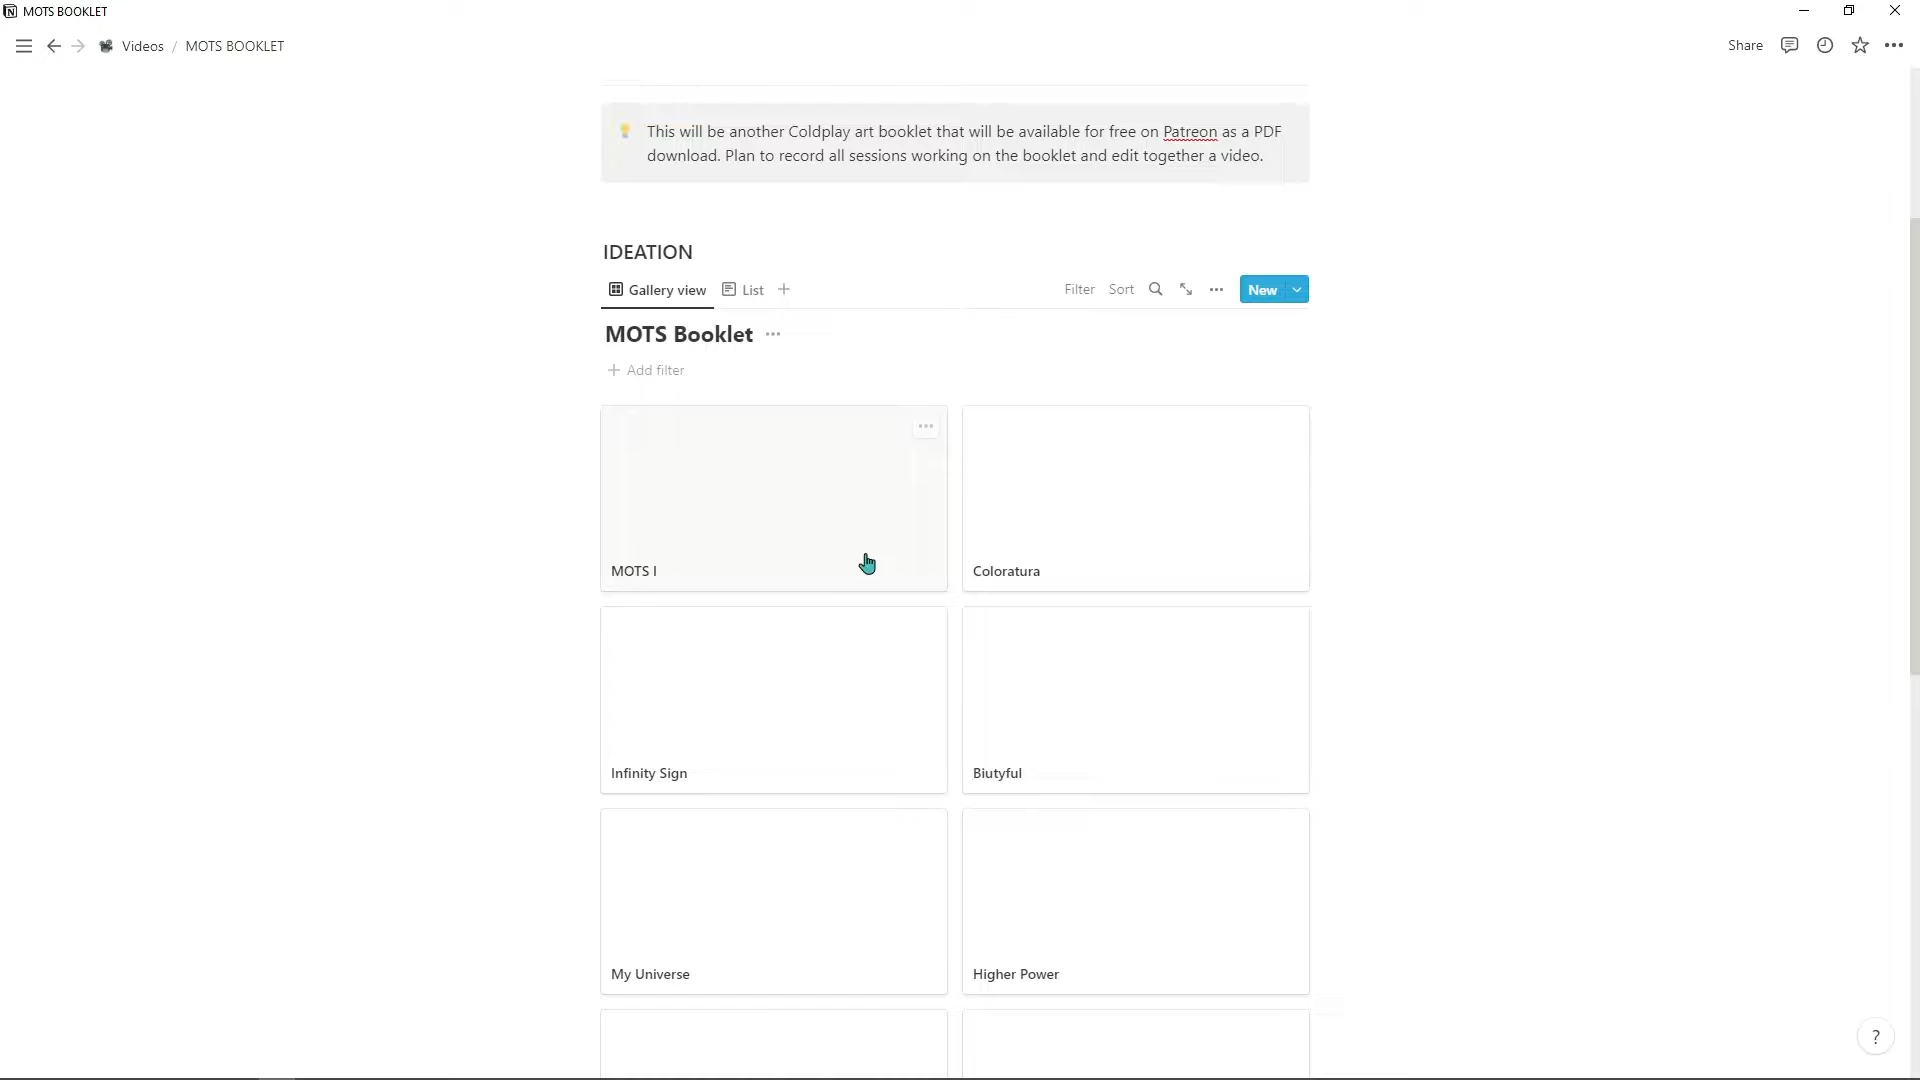 MOTS BOOKLET
Videos / MOTS BOOKLET
Share
This will be another Coldplay art booklet that will be available for free on Patreon as a PDF
download. Plan to record all sessions working on the booklet and edit together a video.
IDEATION
Gallery view List
Filter Sort New
MOTS Booklet
Add filter
MOTS I
Coloratura
Infinity Sign
Biutyful
My Universe
Higher Power
?